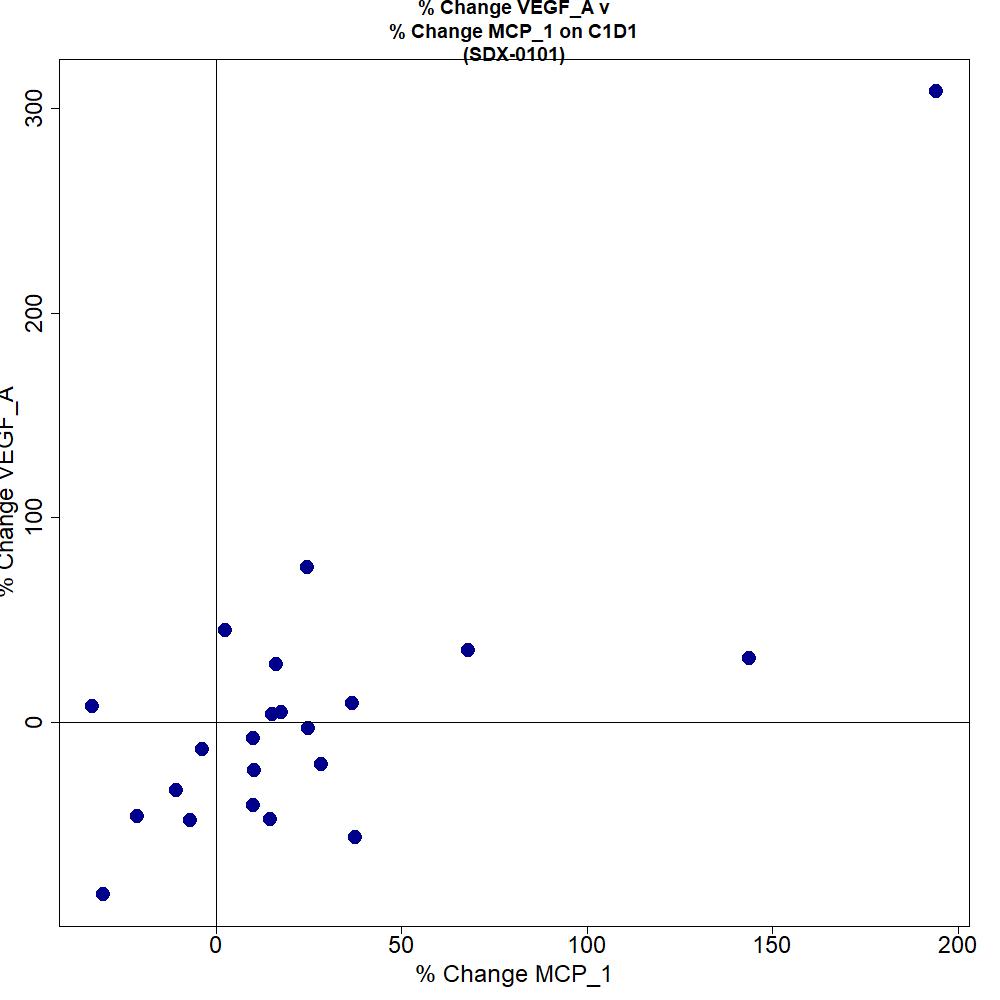 % Change VEGF_A v
% Change MCP_1 on C1D1
(SDX-0101)
% Change VEGF_A
300
200
100
0
0
50
100
150
200
% Change MCP_1